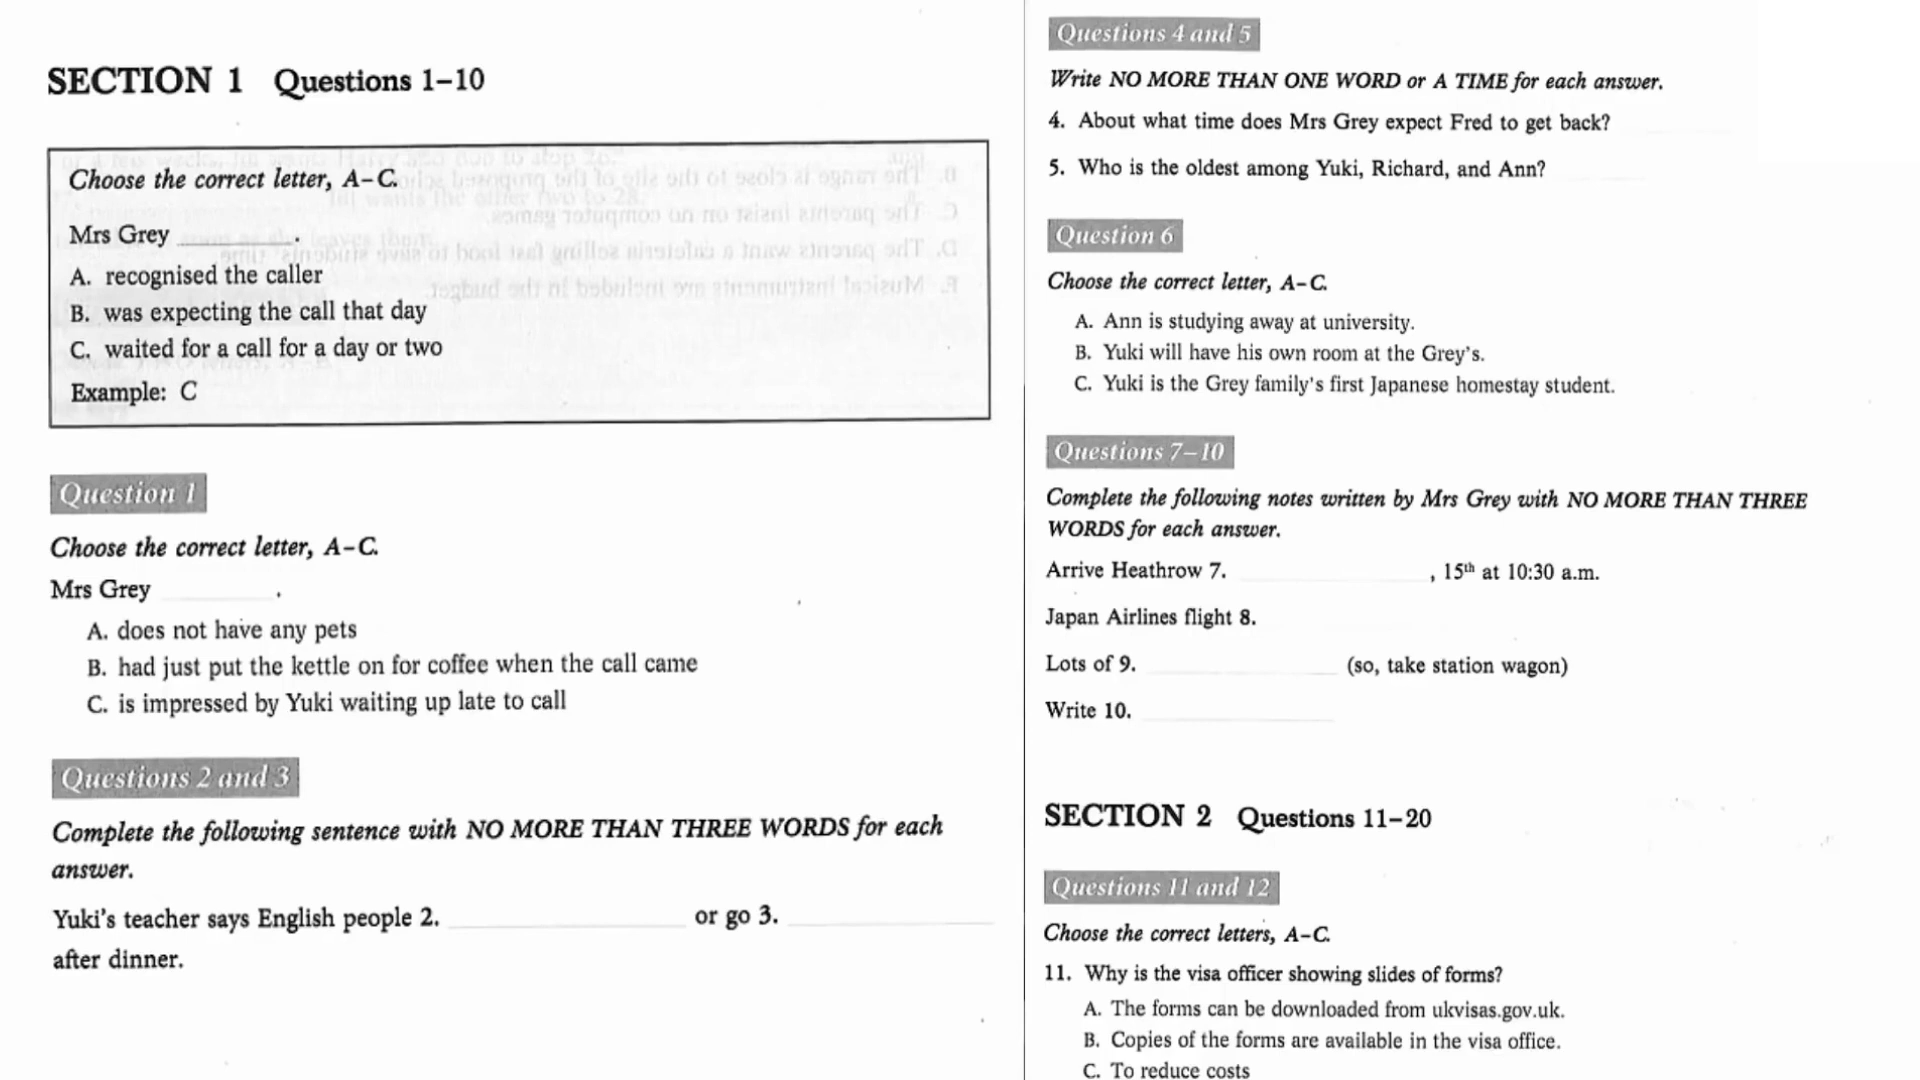 SECTION 1 Questions 1–10
Choose the correct letter, A–C.
Mrs Grey ________ .
A. recognised the caller
B. was expecting the call that day
C. waited for a call for a day or two
Example: C
Question 1
Choose the correct letter, A–C.
Mrs Grey ________ .
A. does not have any pets
B. had just put the kettle on for coffee when the call came
C. is impressed by Yuki waiting up late to call
Questions 2 and 3
Complete the following sentence with NO MORE THAN THREE WORDS for each
answer.
Yuki's teacher says English people 2. ________ or go 3. ________
after dinner.
Questions 4 and 5
Write NO MORE THAN ONE WORD or A TIME for each answer.
4. About what time does Mrs Grey expect Fred to get back?
5. Who is the oldest among Yuki, Richard, and Ann?
Question 6
Choose the correct letter, A–C.
A. Ann is studying away at university.
B. Yuki will have his own room at the Grey's.
C. Yuki is the Grey family's first Japanese homestay student.
Questions 7–10
Complete the following notes written by Mrs Grey with NO MORE THAN THREE
WORDS for each answer.
Arrive Heathrow 7. ________ , 15th at 10:30 a.m.
Japan Airlines flight 8.
Lots of 9. ________ (so, take station wagon)
Write 10. ________
SECTION 2 Questions 11–20
Questions 11 and 12
Choose the correct letters, A–C.
11. Why is the visa officer showing slides of forms?
A. The forms can be downloaded from ukvisas.gov.uk.
B. Copies of the forms are available in the visa office.
C. To reduce costs